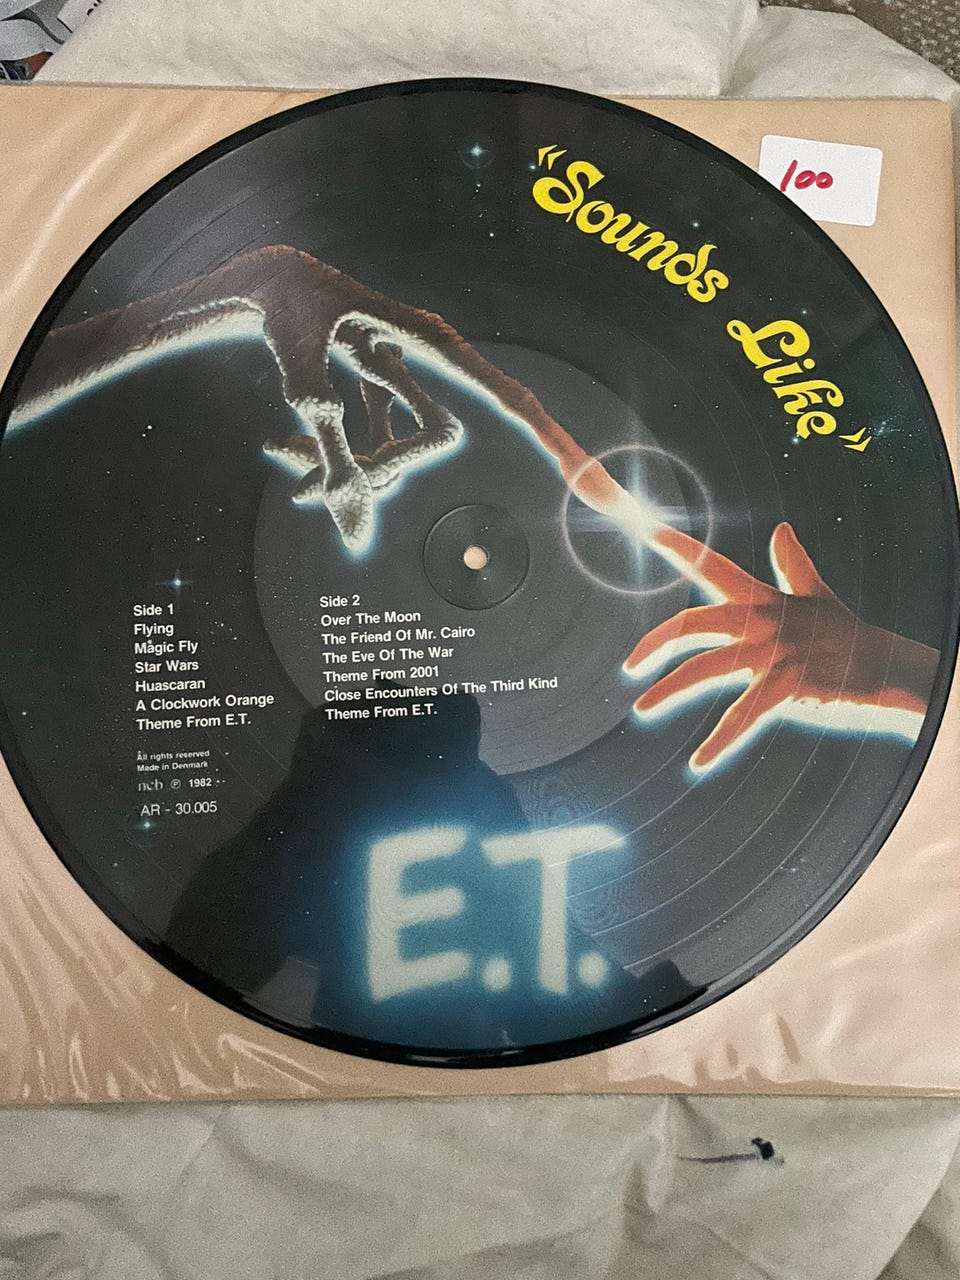 "Sounds Like"
100
Side 1
Flying
Magic Fly
Star Wars
Huascaran
A Clockwork Orange
Theme From E.T.
Side 2
Over The Moon
The Friend Of Mr. Cairo
The Eve Of The War
Theme From 2001
Close Encounters Of The Third Kind
Theme From E.T.
All rights reserved
Made in Denmark
ncb ℗ 1982
AR - 30.005
E.T.